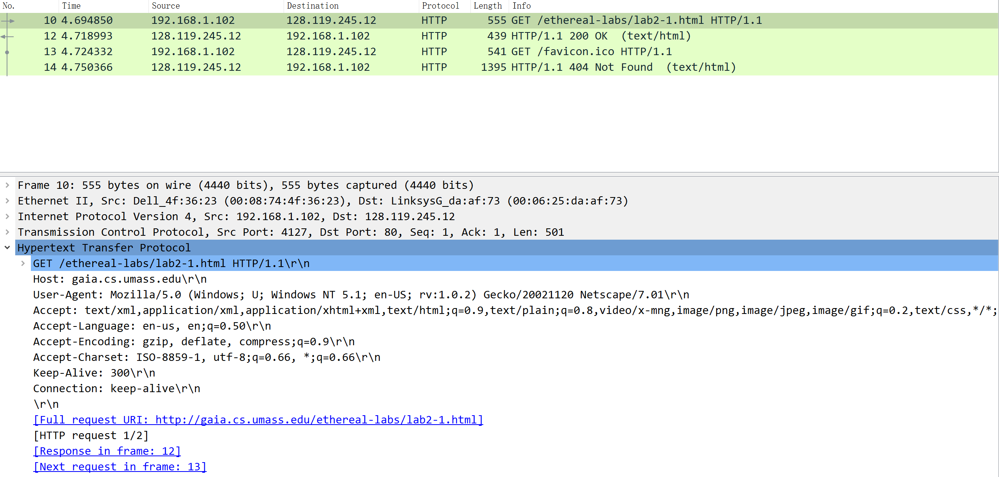 No. Time Source Destination Protocol Length Info
10 4.694850 192.168.1.102 128.119.245.12 HTTP 555 GET /ethereal-labs/lab2-1.html HTTP/1.1
12 4.718993 128.119.245.12 192.168.1.102 HTTP 439 HTTP/1.1 200 OK  (text/html)
13 4.724332 192.168.1.102 128.119.245.12 HTTP 541 GET /favicon.ico HTTP/1.1
14 4.750366 128.119.245.12 192.168.1.102 HTTP 1395 HTTP/1.1 404 Not Found  (text/html)
Frame 10: 555 bytes on wire (4440 bits), 555 bytes captured (4440 bits)
Ethernet II, Src: Dell_4f:36:23 (00:08:74:4f:36:23), Dst: LinksysG_da:af:73 (00:06:25:da:af:73)
Internet Protocol Version 4, Src: 192.168.1.102, Dst: 128.119.245.12
Transmission Control Protocol, Src Port: 4127, Dst Port: 80, Seq: 1, Ack: 1, Len: 501
Hypertext Transfer Protocol
GET /ethereal-labs/lab2-1.html HTTP/1.1\r\n
Host: gaia.cs.umass.edu\r\n
User-Agent: Mozilla/5.0 (Windows; U; Windows NT 5.1; en-US; rv:1.0.2) Gecko/20021120 Netscape/7.01\r\n
Accept: text/xml,application/xml,application/xhtml+xml,text/html;q=0.9,text/plain;q=0.8,video/x-mng,image/png,image/jpeg,image/gif;q=0.2,text/css,*/*;
Accept-Language: en-us, en;q=0.50\r\n
Accept-Encoding: gzip, deflate, compress;q=0.9\r\n
Accept-Charset: ISO-8859-1, utf-8;q=0.66, *;q=0.66\r\n
Keep-Alive: 300\r\n
Connection: keep-alive\r\n
\r\n
[Full request URI: http://gaia.cs.umass.edu/ethereal-labs/lab2-1.html]
[HTTP request 1/2]
[Response in frame: 12]
[Next request in frame: 13]